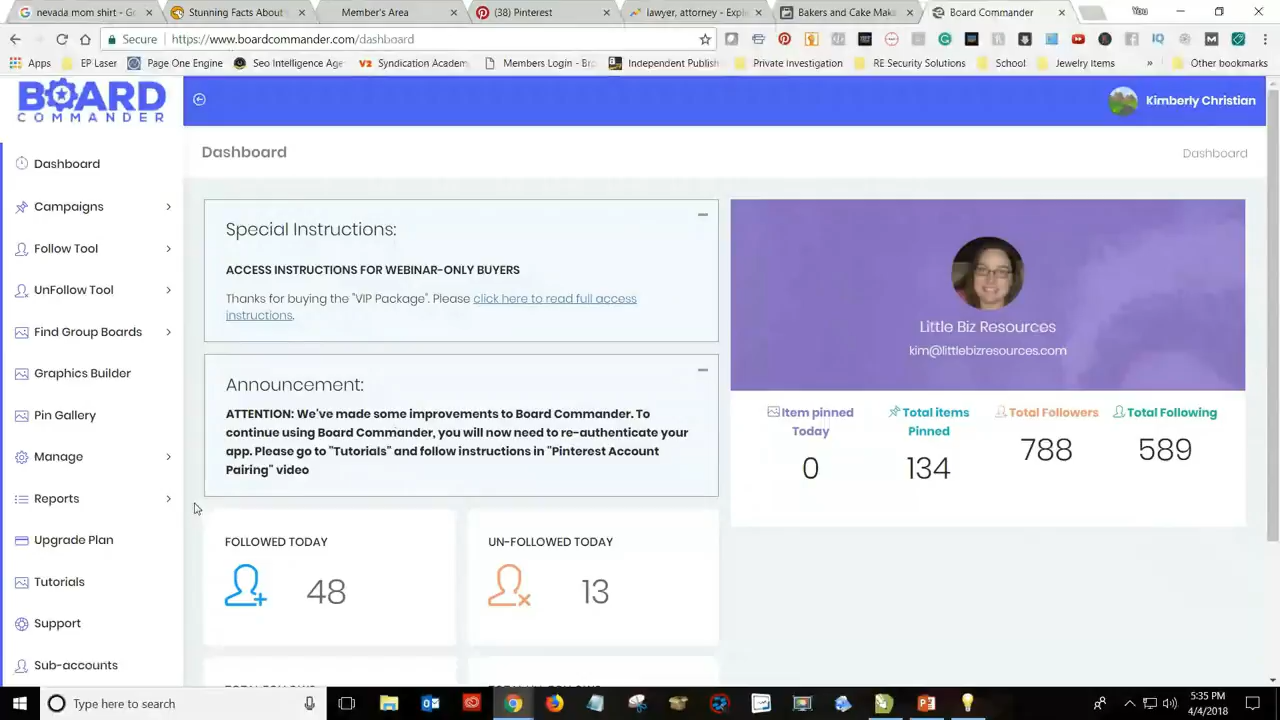 nevada mom shirt - Go
Stunning Facts About
Member's Area
(38) Pinterest
lawyer, attorney - Expl
Bakers and Cake Make
Board Commander
You
Secure
https://www.boardcommander.com/dashboard
Apps
EP Laser
Page One Engine
Seo Intelligence Age
V2 Syndication Academ
Members Login - Bro
Independent Publish
Private investigation
RE Security Solutions
School
Jewelry Items
»
Other bookmarks
BOARD
COMMANDER
Kimberly Christian
Dashboard
Dashboard
Dashboard
Campaigns
Follow Tool
UnFollow Tool
Find Group Boards
Graphics Builder
Pin Gallery
Manage
Reports
Upgrade Plan
Tutorials
Support
Sub-accounts
Special Instructions:
ACCESS INSTRUCTIONS FOR WEBINAR-ONLY BUYERS
Thanks for buying the "VIP Package". Please click here to read full access
instructions.
Announcement:
ATTENTION: We've made some improvements to Board Commander. To
continue using Board Commander, you will now need to re-authenticate your
app. Please go to "Tutorials" and follow instructions in "Pinterest Account
Pairing" video
FOLLOWED TODAY
48
UN-FOLLOWED TODAY
13
Little Biz Resources
kim@littlebizresources.com
Item pinned
Today
0
Total items
Pinned
134
Total Followers
788
Total Following
589
Type here to search
5:35 PM
4/4/2018